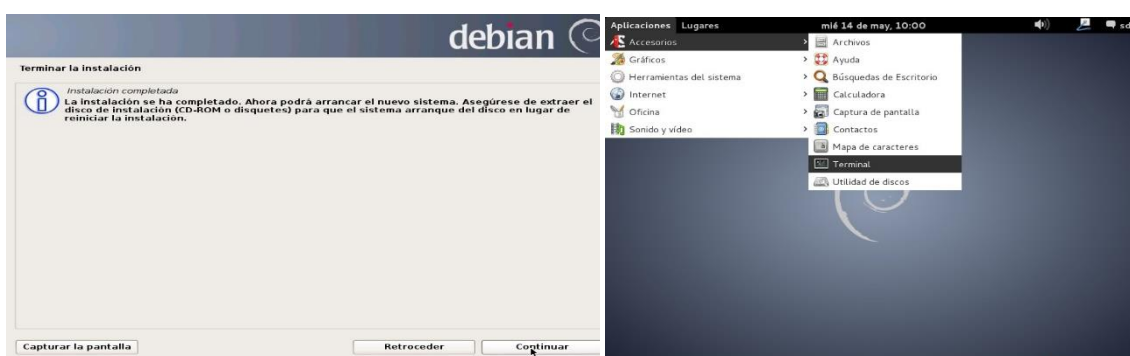 debian
Terminar la instalación
Instalación completada
La instalación se ha completado. Ahora podrá arrancar el nuevo sistema. Asegúrese de extraer el
disco de instalación (CD-ROM o disquetes) para que el sistema arranque del disco en lugar de
reiniciar la instalación.
Capturar la pantalla
Retroceder
Continuar
Aplicaciones Lugares
mié 14 de may, 10:00
sd
Accesorios
Gráficos
Herramientas del sistema
Internet
Oficina
Sonido y vídeo
Archivos
Ayuda
Búsquedas de Escritorio
Calculadora
Captura de pantalla
Contactos
Mapa de caracteres
Terminal
Utilidad de discos